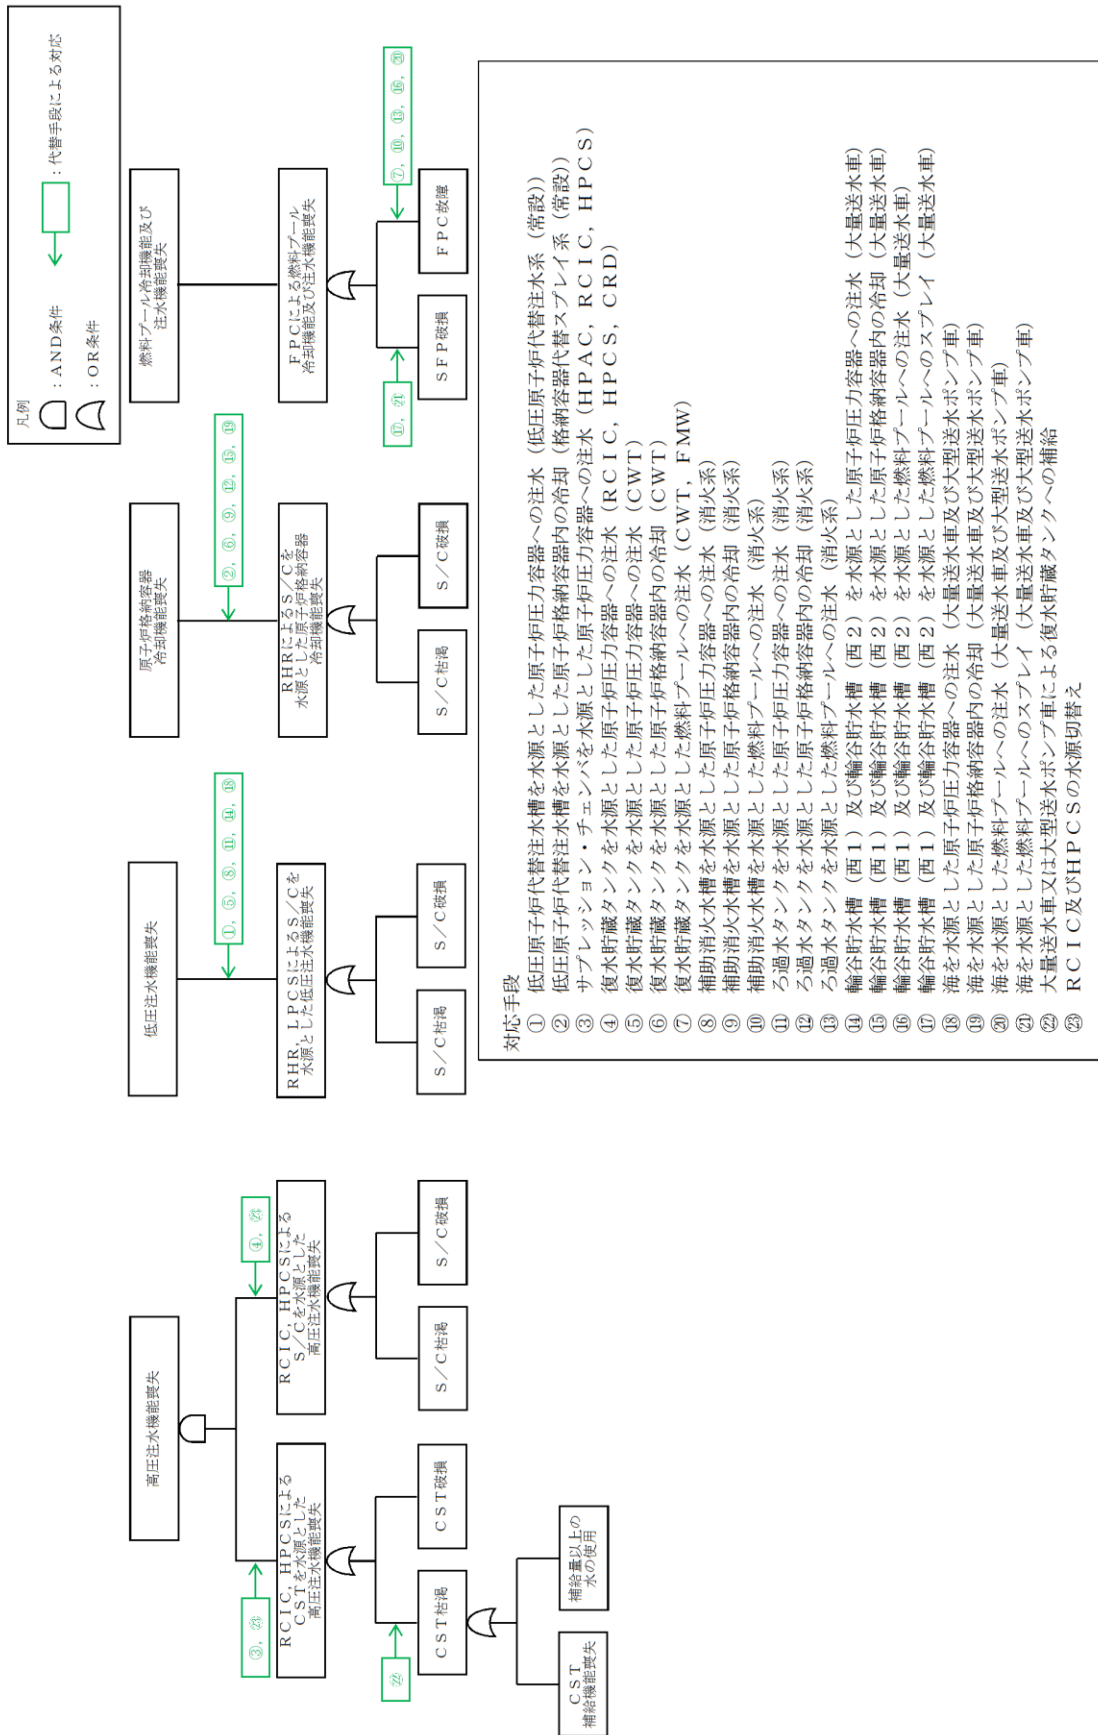 凡例
：AND条件
：OR条件
：代替手段による対応
高圧注水機能喪失
③，㉓
RCIC，HPCSによる
CSTを水源とした
高圧注水機能喪失
④，㉓
RCIC，HPCSによる
S／Cを水源とした
高圧注水機能喪失
㉒
CST枯渇
CST破損
S／C枯渇
S／C破損
CST
補給機能喪失
補給量以上の
水の使用
低圧注水機能喪失
①，⑤，⑧，⑪，⑭，⑱
RHR，LPCSによるS／Cを
水源とした低圧注水機能喪失
S／C枯渇
S／C破損
原子炉格納容器
冷却機能喪失
②，⑥，⑨，⑫，⑮，⑲
RHRによるS／Cを
水源とした原子炉格納容器
冷却機能喪失
S／C枯渇
S／C破損
燃料プール冷却機能及び
注水機能喪失
FPCによる燃料プール
冷却機能及び注水機能喪失
⑰，㉑
⑦，⑩，⑬，⑯，⑳
SFP破損
FPC故障
対応手段
① 低圧原子炉代替注水槽を水源とした原子炉圧力容器への注水（低圧原子炉代替注水系（常設））
② 低圧原子炉代替注水槽を水源とした原子炉格納容器内の冷却（格納容器代替スプレイ系（常設））
③ サプレッション・チェンバを水源とした原子炉圧力容器への注水（HPAC，RCIC，HPCS）
④ 復水貯蔵タンクを水源とした原子炉圧力容器への注水（RCIC，HPCS，CRD）
⑤ 復水貯蔵タンクを水源とした原子炉圧力容器への注水（CWT）
⑥ 復水貯蔵タンクを水源とした原子炉格納容器内の冷却（CWT）
⑦ 復水貯蔵タンクを水源とした燃料プールへの注水（CWT，FMW）
⑧ 補助消火水槽を水源とした原子炉圧力容器への注水（消火系）
⑨ 補助消火水槽を水源とした原子炉格納容器内の冷却（消火系）
⑩ 補助消火水槽を水源とした燃料プールへの注水（消火系）
⑪ ろ過水タンクを水源とした原子炉圧力容器への注水（消火系）
⑫ ろ過水タンクを水源とした原子炉格納容器内の冷却（消火系）
⑬ ろ過水タンクを水源とした燃料プールへの注水（消火系）
⑭ 輪谷貯水槽（西1）及び輪谷貯水槽（西2）を水源とした原子炉圧力容器への注水（大量送水車）
⑮ 輪谷貯水槽（西1）及び輪谷貯水槽（西2）を水源とした原子炉格納容器内の冷却（大量送水車）
⑯ 輪谷貯水槽（西1）及び輪谷貯水槽（西2）を水源とした燃料プールへの注水（大量送水車）
⑰ 輪谷貯水槽（西1）及び輪谷貯水槽（西2）を水源とした燃料プールへのスプレイ（大量送水車）
⑱ 海を水源とした原子炉圧力容器への注水（大量送水車及び大型送水ポンプ車）
⑲ 海を水源とした原子炉格納容器内の冷却（大量送水車及び大型送水ポンプ車）
⑳ 海を水源とした燃料プールへの注水（大量送水車及び大型送水ポンプ車）
㉑ 海を水源とした燃料プールへのスプレイ（大量送水車及び大型送水ポンプ車）
㉒ 大量送水車又は大型送水ポンプ車による復水貯蔵タンクへの補給
㉓ RCIC及びHPCSの水源切替え